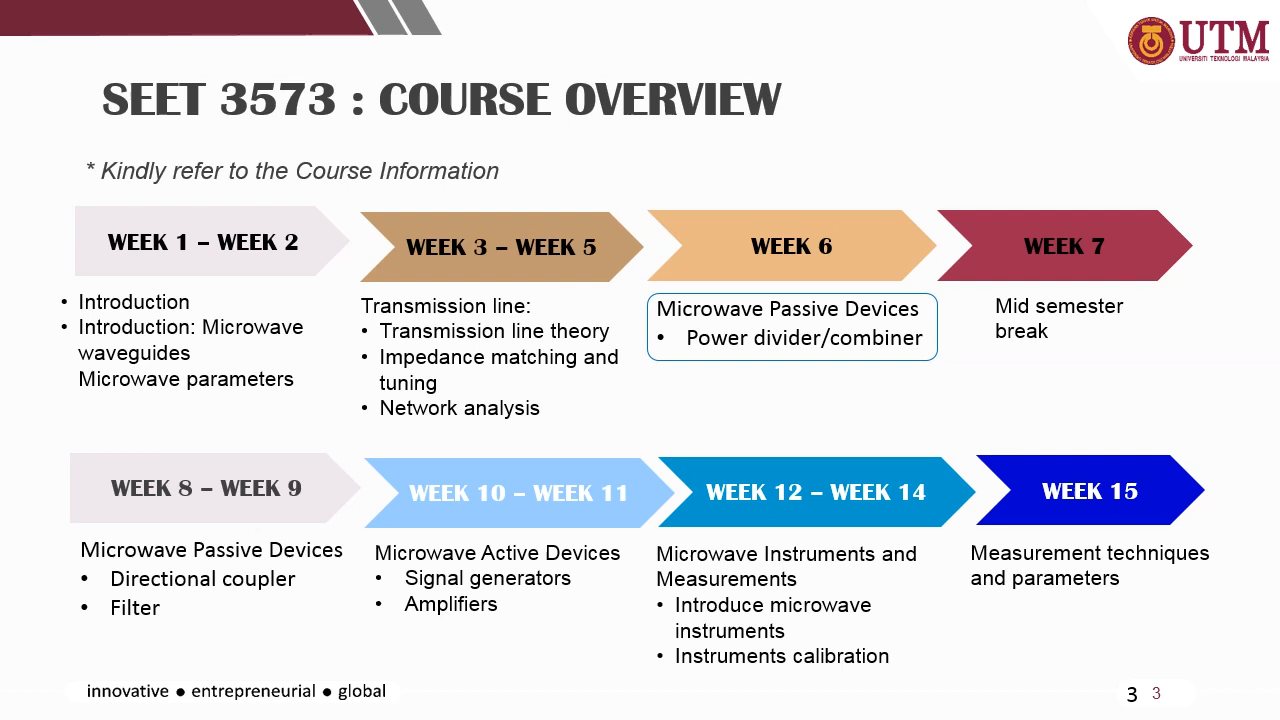 UTM
UNIVERSITI TEKNOLOGI MALAYSIA
SEET 3573 : COURSE OVERVIEW
* Kindly refer to the Course Information
WEEK 1 – WEEK 2
• Introduction
• Introduction: Microwave
waveguides
Microwave parameters
WEEK 3 – WEEK 5
Transmission line:
• Transmission line theory
• Impedance matching and
tuning
• Network analysis
WEEK 6
Microwave Passive Devices
• Power divider/combiner
WEEK 7
Mid semester
break
WEEK 8 – WEEK 9
Microwave Passive Devices
• Directional coupler
• Filter
WEEK 10 – WEEK 11
Microwave Active Devices
• Signal generators
• Amplifiers
WEEK 12 – WEEK 14
Microwave Instruments and
Measurements
• Introduce microwave
instruments
• Instruments calibration
WEEK 15
Measurement techniques
and parameters
innovative ● entrepreneurial ● global
3 3